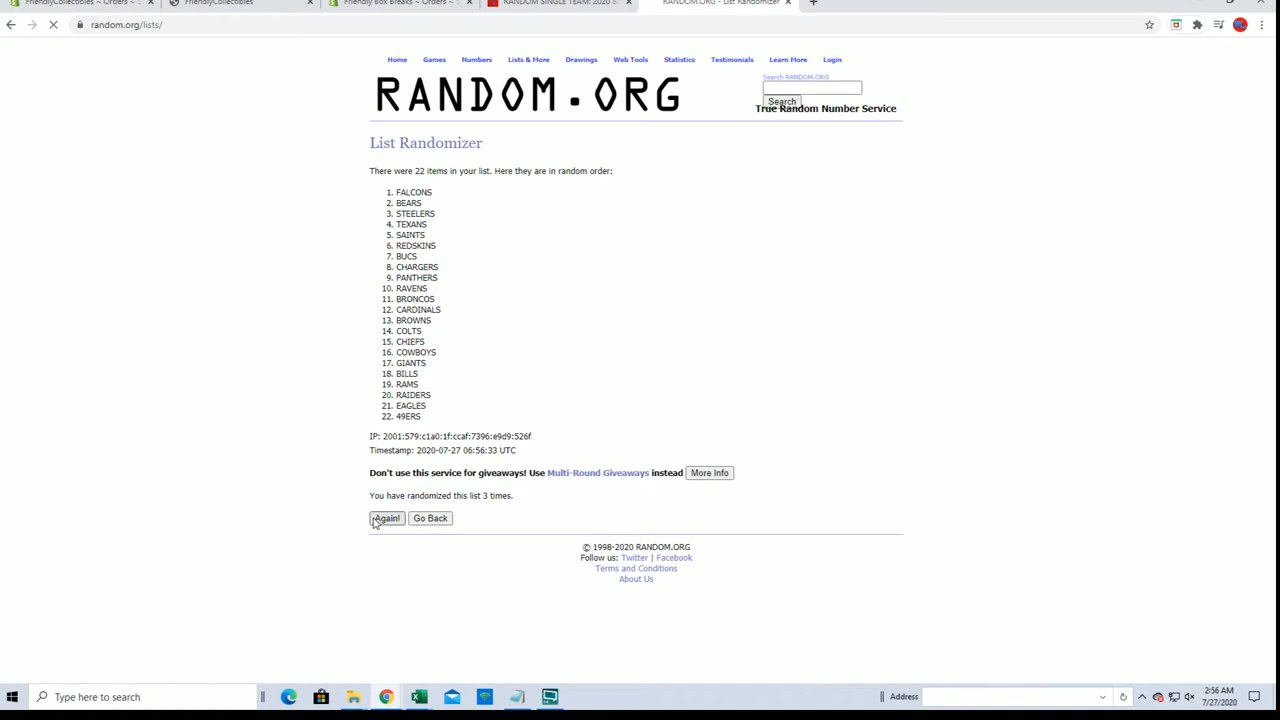 FriendlyCollectibles ~ Orders ~ S
FriendlyCollectibles
Friendly Box Breaks ~ Orders ~ S
RANDOM SINGLE TEAM: 2020 B
RANDOM.ORG - List Randomizer
random.org/lists/
Home Games Numbers Lists & More Drawings Web Tools Statistics Testimonials Learn More Login
RANDOM.ORG
Search RANDOM.ORG
Search
True Random Number Service
List Randomizer
There were 22 items in your list. Here they are in random order:
1. FALCONS
2. BEARS
3. STEELERS
4. TEXANS
5. SAINTS
6. REDSKINS
7. BUCS
8. CHARGERS
9. PANTHERS
10. RAVENS
11. BRONCOS
12. CARDINALS
13. BROWNS
14. COLTS
15. CHIEFS
16. COWBOYS
17. GIANTS
18. BILLS
19. RAMS
20. RAIDERS
21. EAGLES
22. 49ERS
IP: 2001:579:c1a0:1f:ccaf:7396:e9d9:526f
Timestamp: 2020-07-27 06:56:33 UTC
Don't use this service for giveaways! Use Multi-Round Giveaways instead More Info
You have randomized this list 3 times.
Again! Go Back
© 1998-2020 RANDOM.ORG
Follow us: Twitter | Facebook
Terms and Conditions
About Us
Type here to search
Address
2:56 AM
7/27/2020